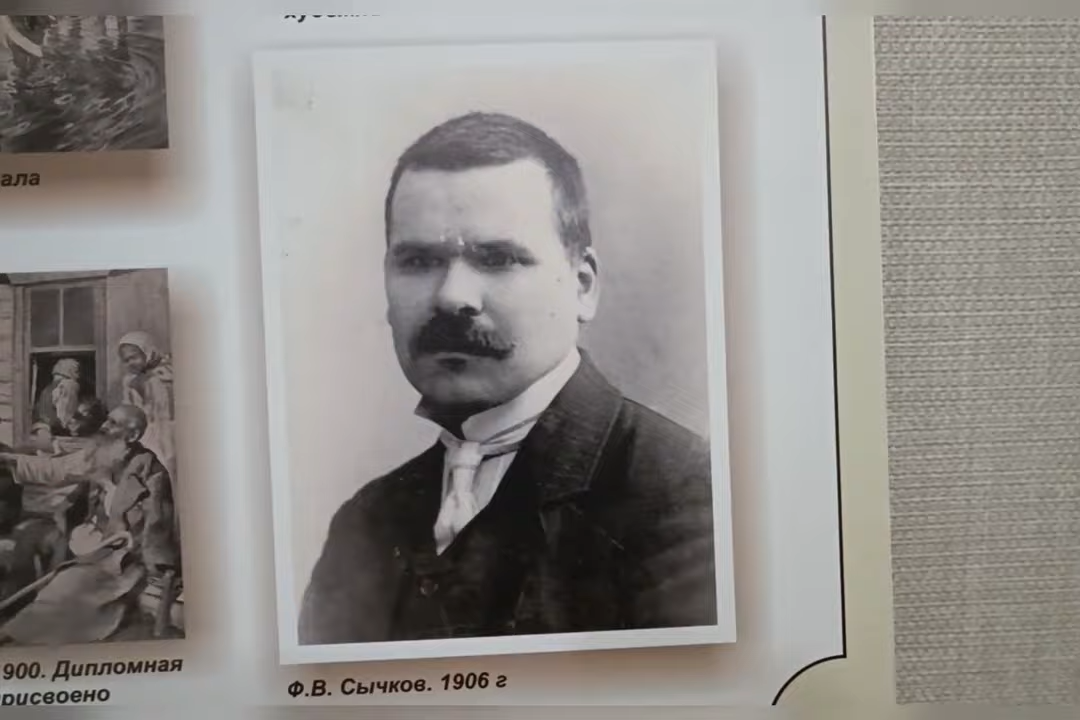 ала
900. Дипломная
рисвоено
Ф.В. Сычков. 1906 г